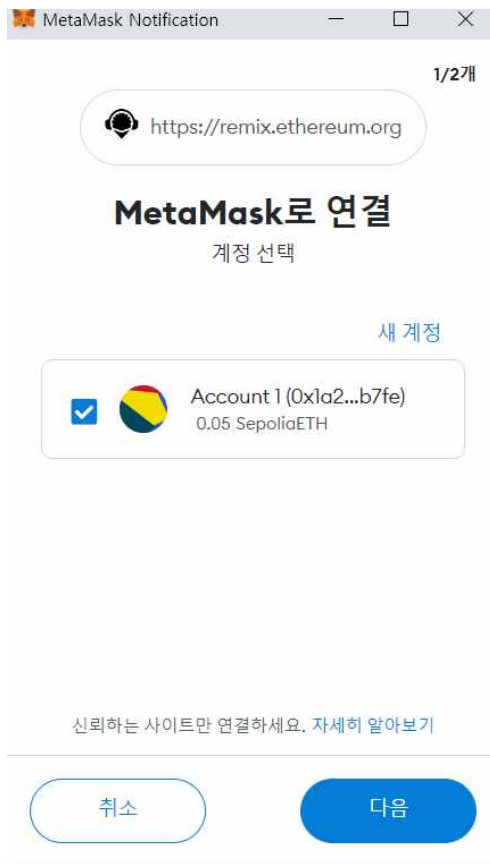 MetaMask Notification
1/2개
https://remix.ethereum.org
MetaMask로 연결
계정 선택
새 계정
Account 1 (0x1a2...b7fe)
0.05 SepoliaETH
신뢰하는 사이트만 연결하세요. 자세히 알아보기
취소
다음